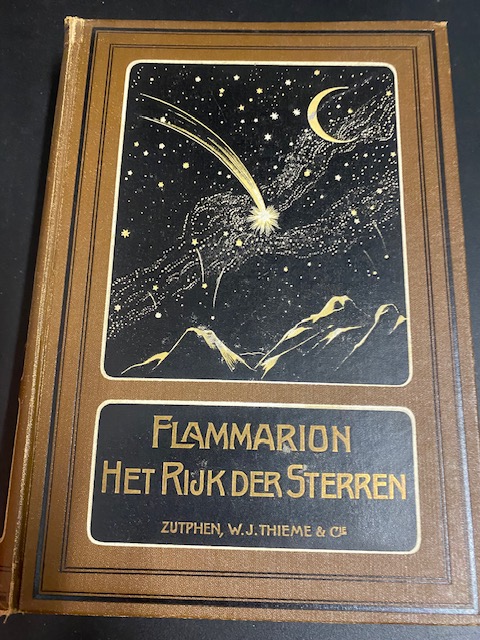 FLAMMARION
HET RIJK DER STERREN
ZUTPHEN, W. J. THIEME & CIE